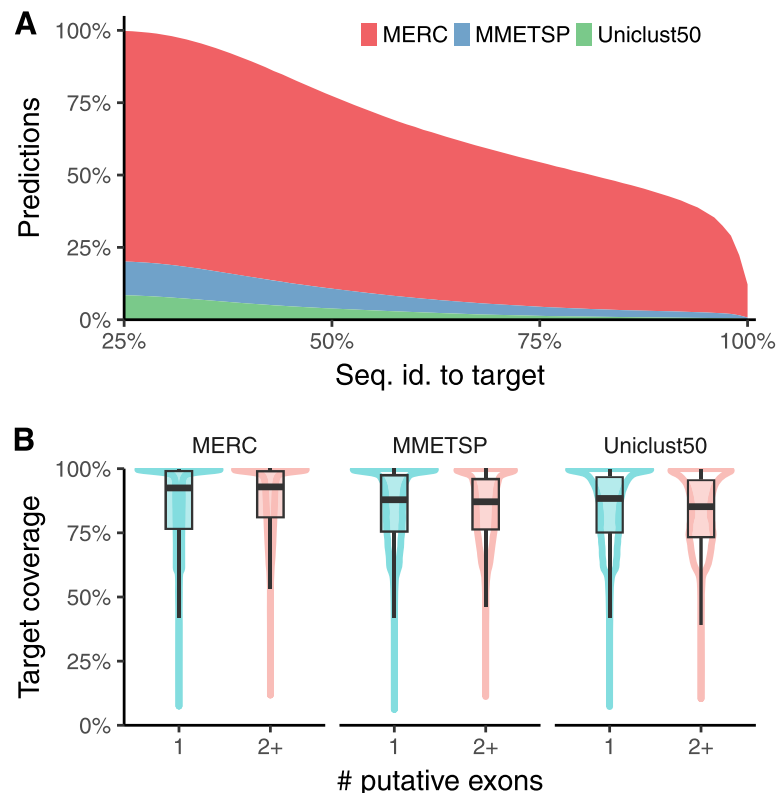 A
MERC MMETSP Uniclust50
Predictions
100%
75%
50%
25%
0%
25% 50% 75% 100%
Seq. id. to target
B
MERC MMETSP Uniclust50
Target coverage
100%
75%
50%
25%
0%
1 2+ 1 2+ 1 2+
# putative exons